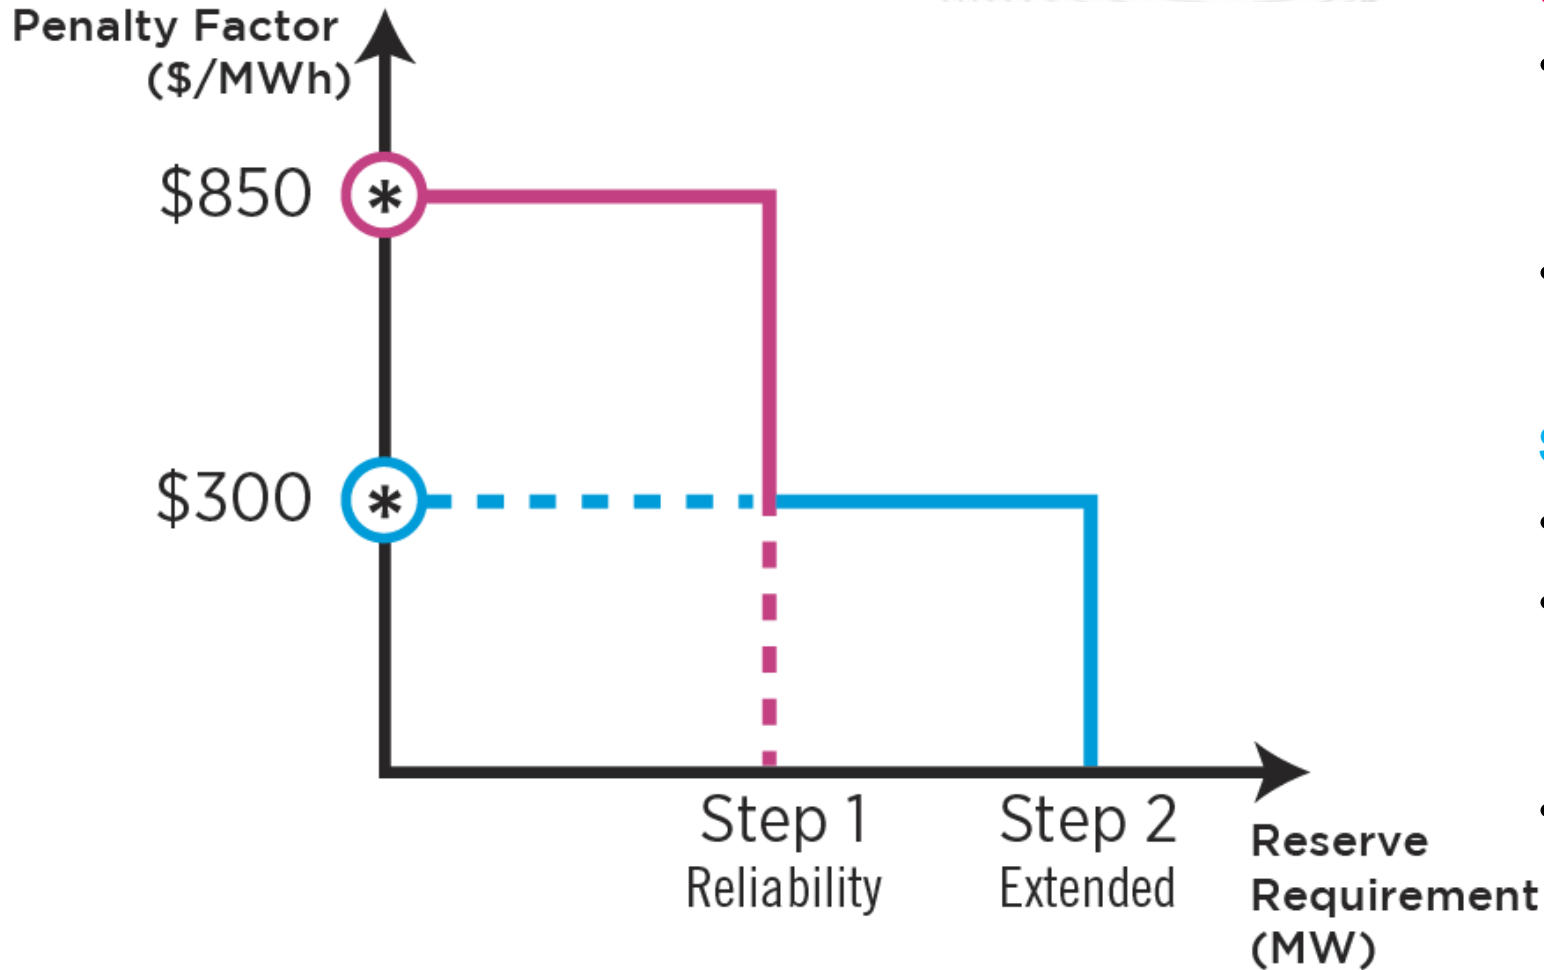 Penalty Factor
($/MWh)
$850
*
$300
*
Step 1
Reliability
Step 2
Extended
Reserve
Requirement
(MW)